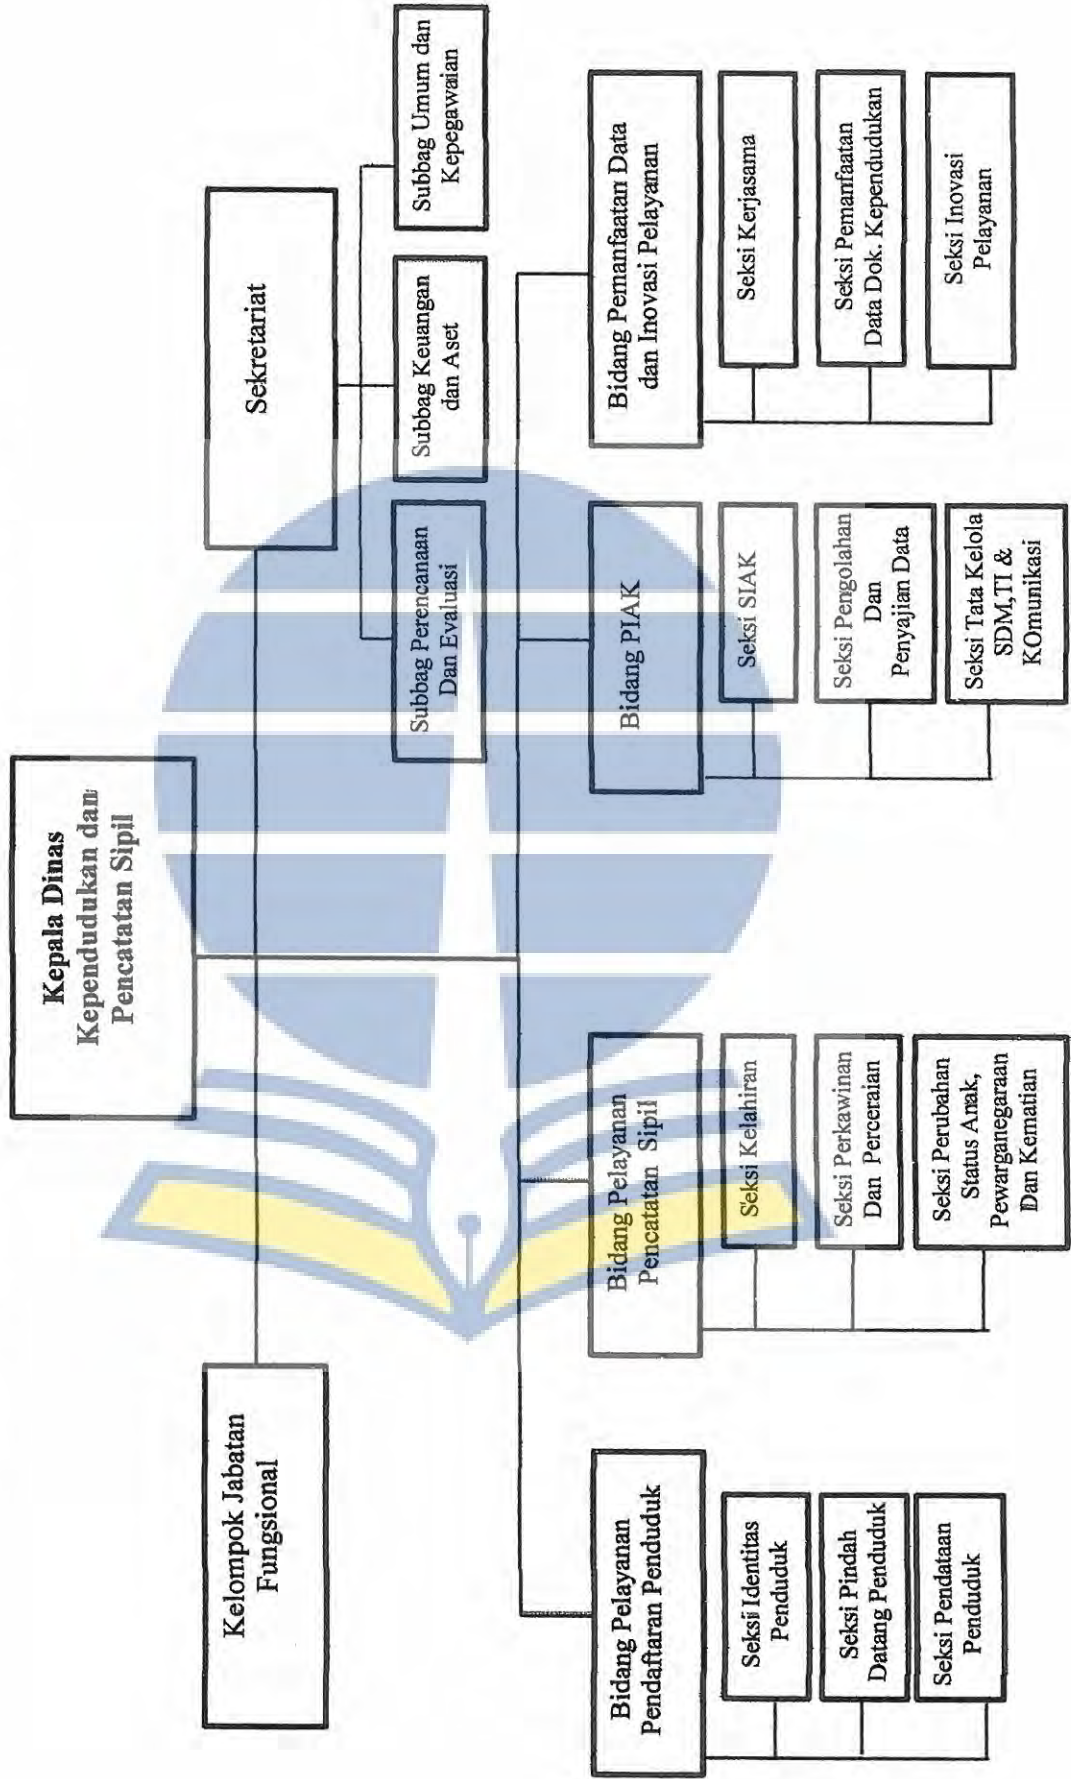 Kepala Dinas
Kependudukan dan
Pencatatan Sipil
Kelompok Jabatan
Fungsional
Sekretariat
Subbag Perencanaan
Dan Evaluasi
Subbag Keuangan
dan Aset
Subbag Umum dan
Kepegawaian
Bidang Pelayanan
Pendaftaran Penduduk
Seksi Identitas
Penduduk
Seksi Pindah
Datang Penduduk
Seksi Pendataan
Penduduk
Bidang Pelayanan
Pencatatan Sipil
Seksi Kelahiran
Seksi Perkawinan
Dan Perceraian
Seksi Perubahan
Status Anak,
Pewarganegaraan
Dan Kematian
Bidang PIAK
Seksi SIAK
Seksi Pengolahan
Dan
Penyajian Data
Seksi Tata Kelola
SDM,TI &
KOmunikasi
Bidang Pemanfaatan Data
dan Inovasi Pelayanan
Seksi Kerjasama
Seksi Pemanfaatan
Data Dok. Kependudukan
Seksi Inovasi
Pelayanan